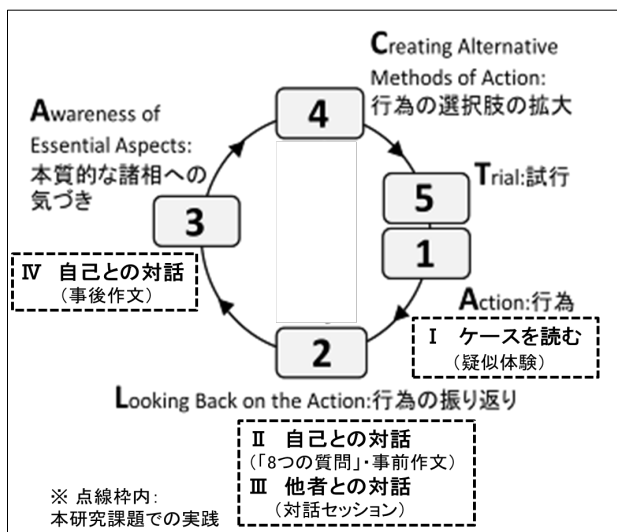 Creating Alternative
Methods of Action:
行為の選択肢の拡大
4
Awareness of
Essential Aspects:
本質的な諸相への
気づき
5
Trial:試行
3
1
Ⅳ 自己との対話
(事後作文)
Action:行為
Ⅰ ケースを読む
(疑似体験)
2
Looking Back on the Action:行為の振り返り
Ⅱ 自己との対話
(「8つの質問」・事前作文)
Ⅲ 他者との対話
(対話セッション)
※ 点線枠内:
本研究課題での実践